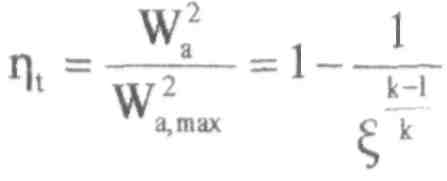 η_t = W_a^2 / W_{a,max}^2 = 1 − 1 / ξ^{(k−1)/k}